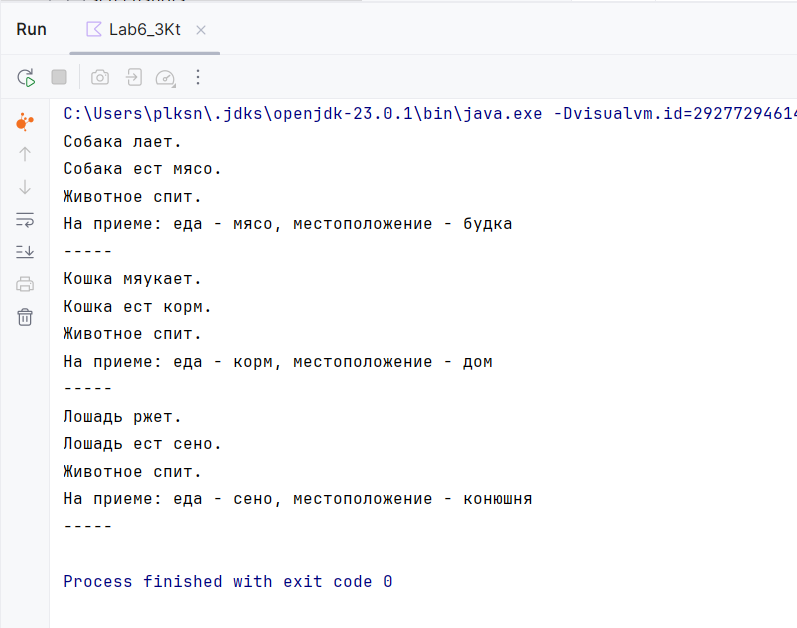 Run
Lab6_3Kt
C:\Users\plksn\.jdks\openjdk-23.0.1\bin\java.exe -Dvisualvm.id=2927729461
Собака лает.
Собака ест мясо.
Животное спит.
На приеме: еда - мясо, местоположение - будка
-----
Кошка мяукает.
Кошка ест корм.
Животное спит.
На приеме: еда - корм, местоположение - дом
-----
Лошадь ржет.
Лошадь ест сено.
Животное спит.
На приеме: еда - сено, местоположение - конюшня
-----
Process finished with exit code 0